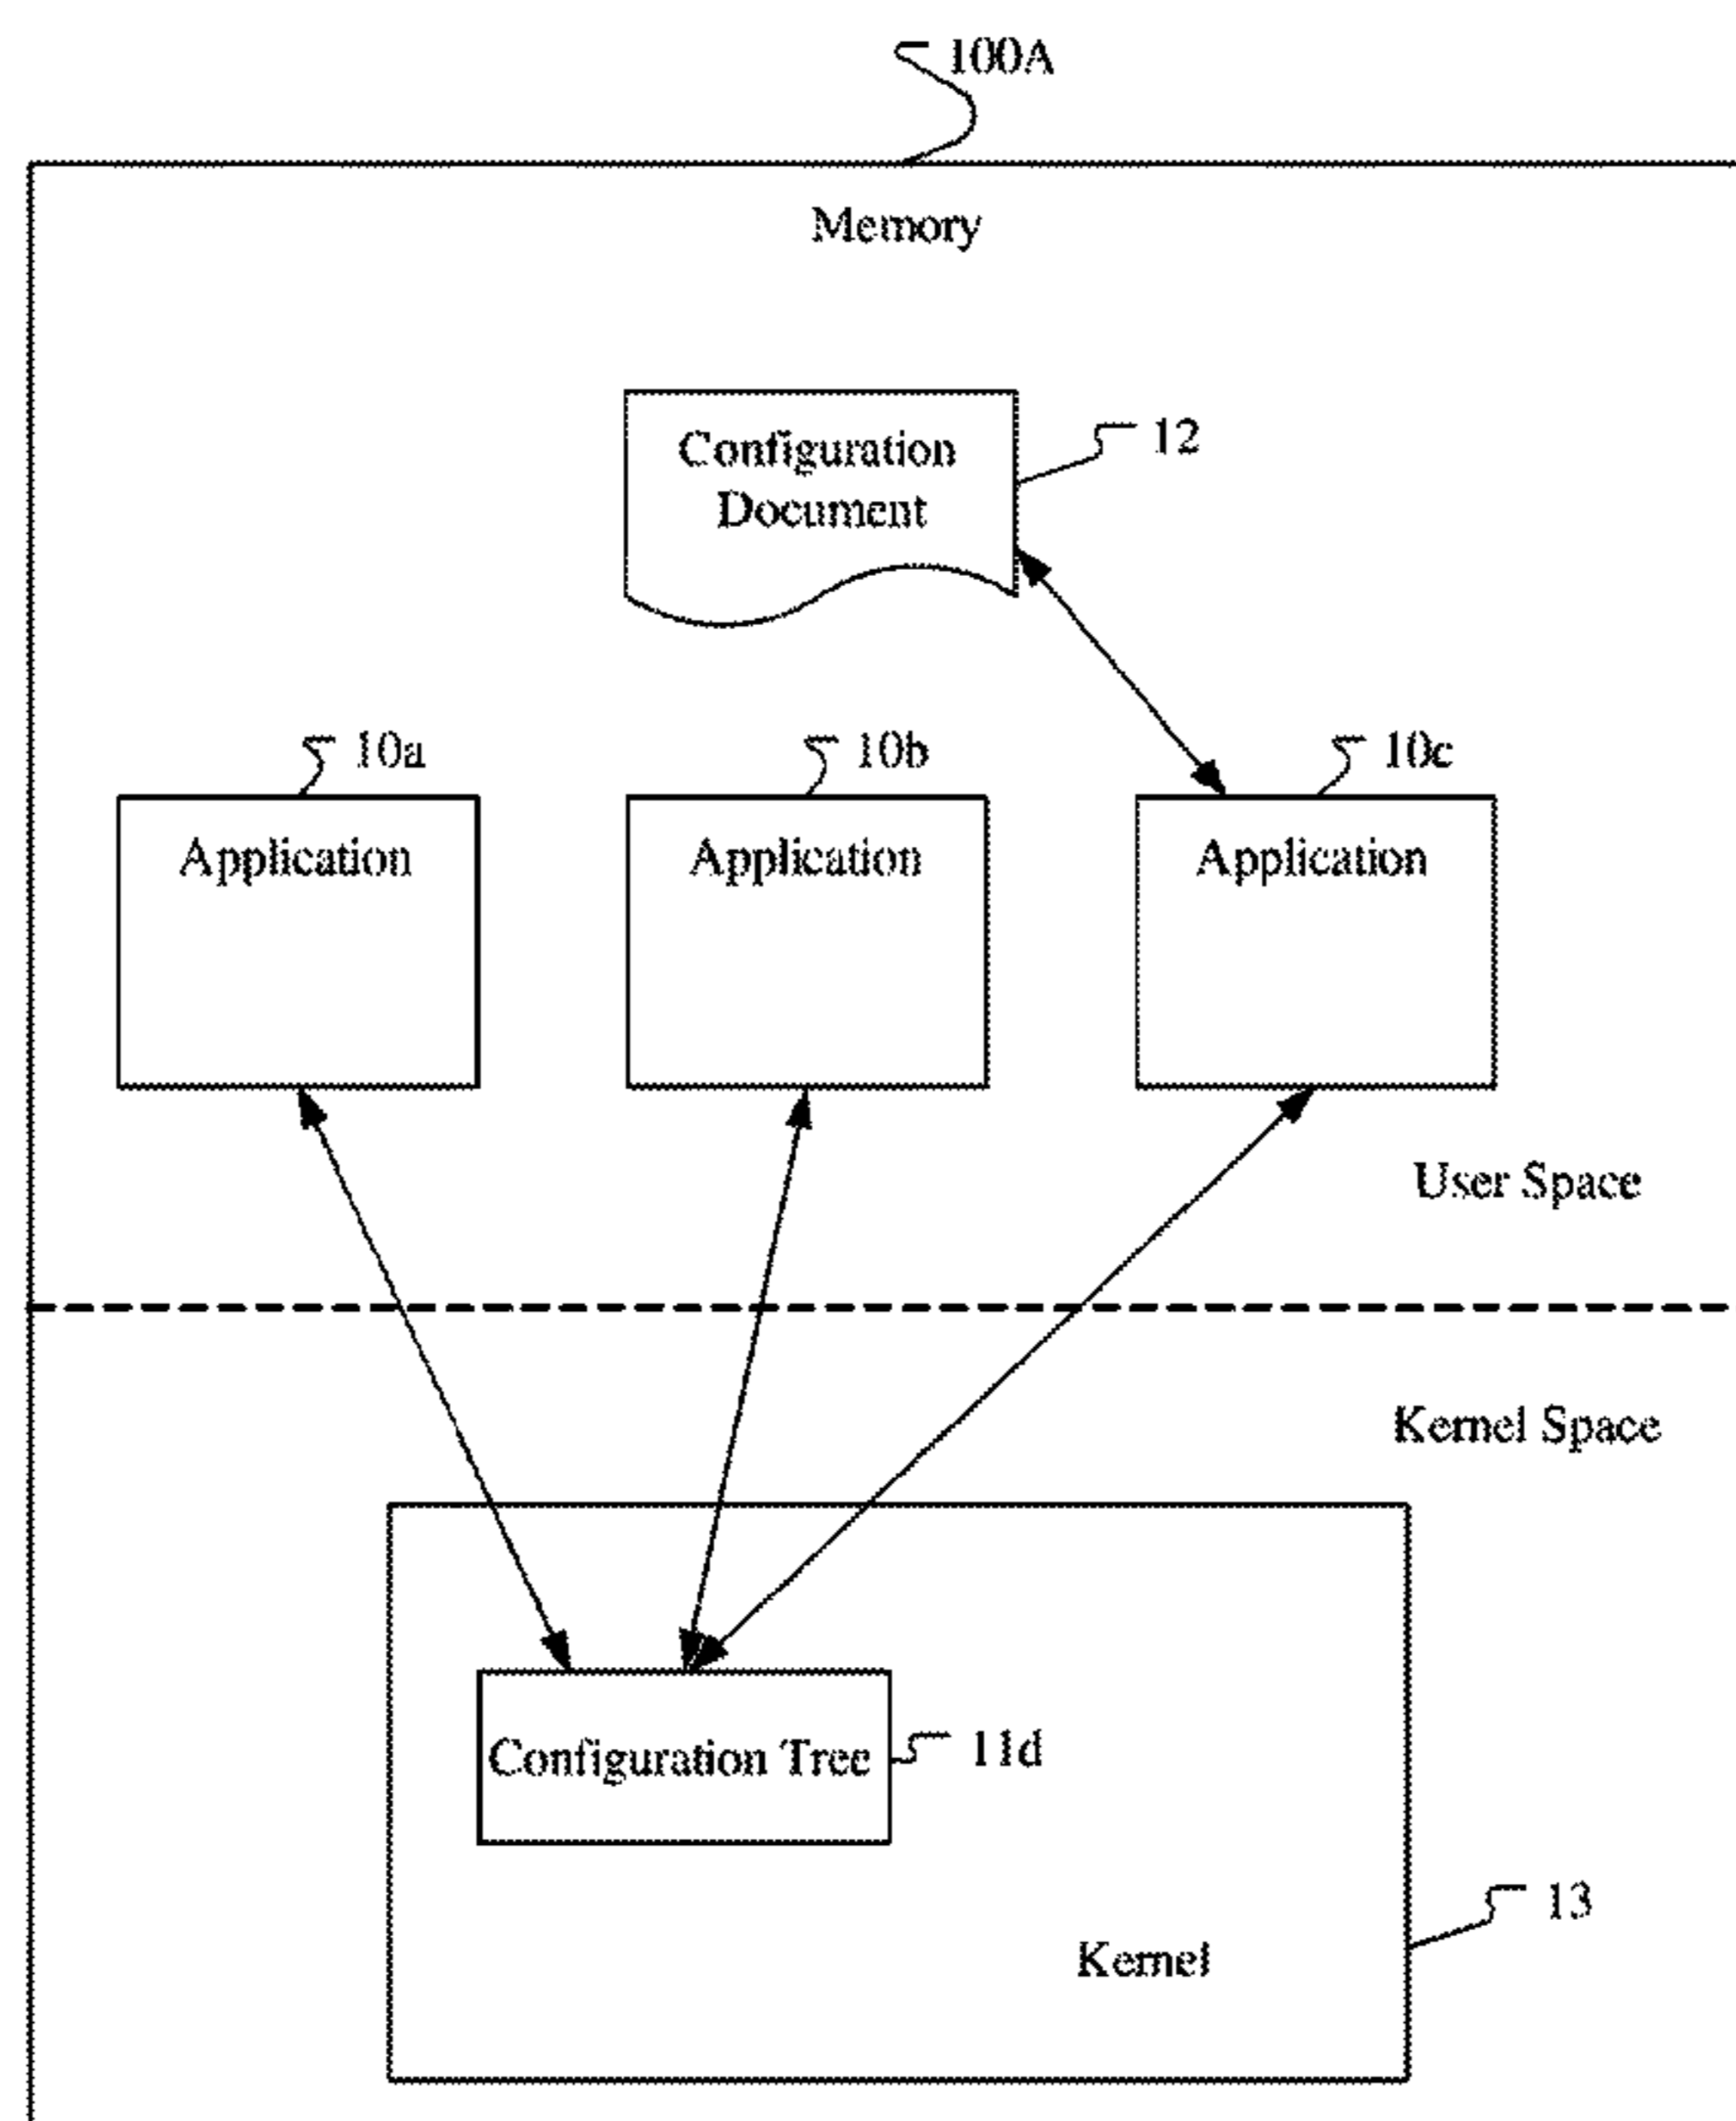 100A
Memory
Configuration
Document
12
10a
10b
10c
Application
Application
Application
User Space
Kernel Space
Configuration Tree
11d
13
Kernel